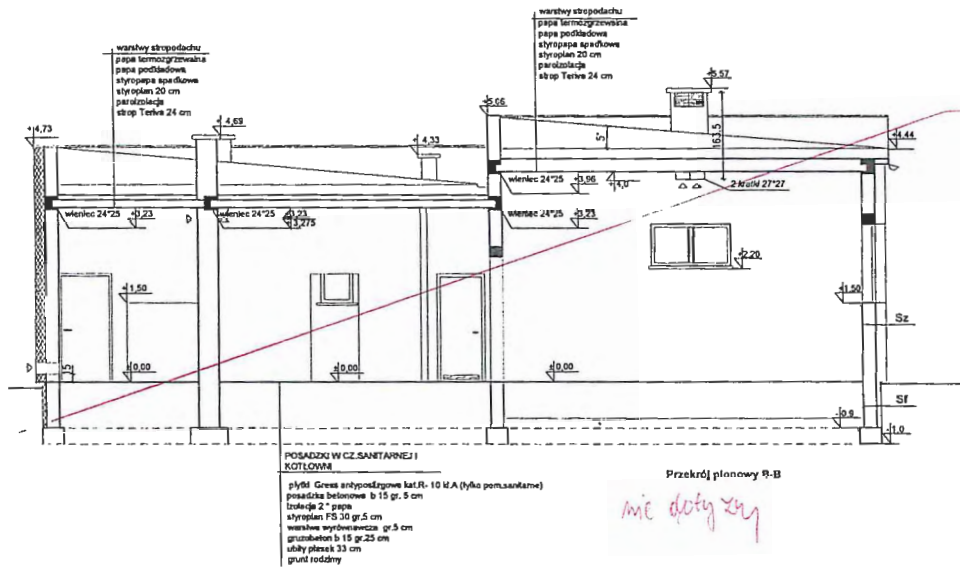 warstwy stropodachu
papa termozgrzewalna
papa podkładowa
styropapa spadkowa
styropian 20 cm
paroizolacja
strop Teriva 24 cm
warstwy stropodachu
papa termozgrzewalna
papa podkładowa
styropapa spadkowa
styropian 20 cm
paroizolacja
strop Teriva 24 cm
+5,57
+5,06
+4,73
+4,69
+4,33
5°
163,5
+4,44
wieniec 24*25
+3,96
+4,0
2 kratki 27*27
wieniec 24*25
+3,23
wieniec 24*25
+3,23
+3,275
wieniec 24*25
+3,23
+2,20
+1,50
+1,50
Sz
15
±0,00
±0,00
±0,00
Sf
-0,9
-1,0
POSADZKI W CZ.SANITARNEJ I
KOTŁOWNI
płytki Gress antypoślizgowe kat.R- 10 kl.A (tylko pom.sanitarne)
posadzka betonowa b 15 gr. 5 cm
Izolacja 2 * papa
styropian FS 30 gr.5 cm
warstwa wyrównawcza gr.5 cm
gruzobeton b 15 gr.25 cm
ubity piasek 33 cm
grunt rodzimy
Przekrój pionowy B-B
nie dotyczy